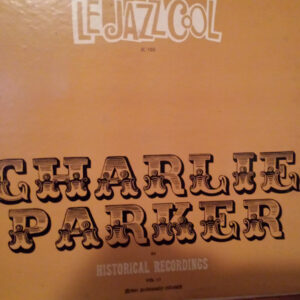 LE JAZZ COOL
CHARLIE
PARKER
HISTORICAL RECORDINGS